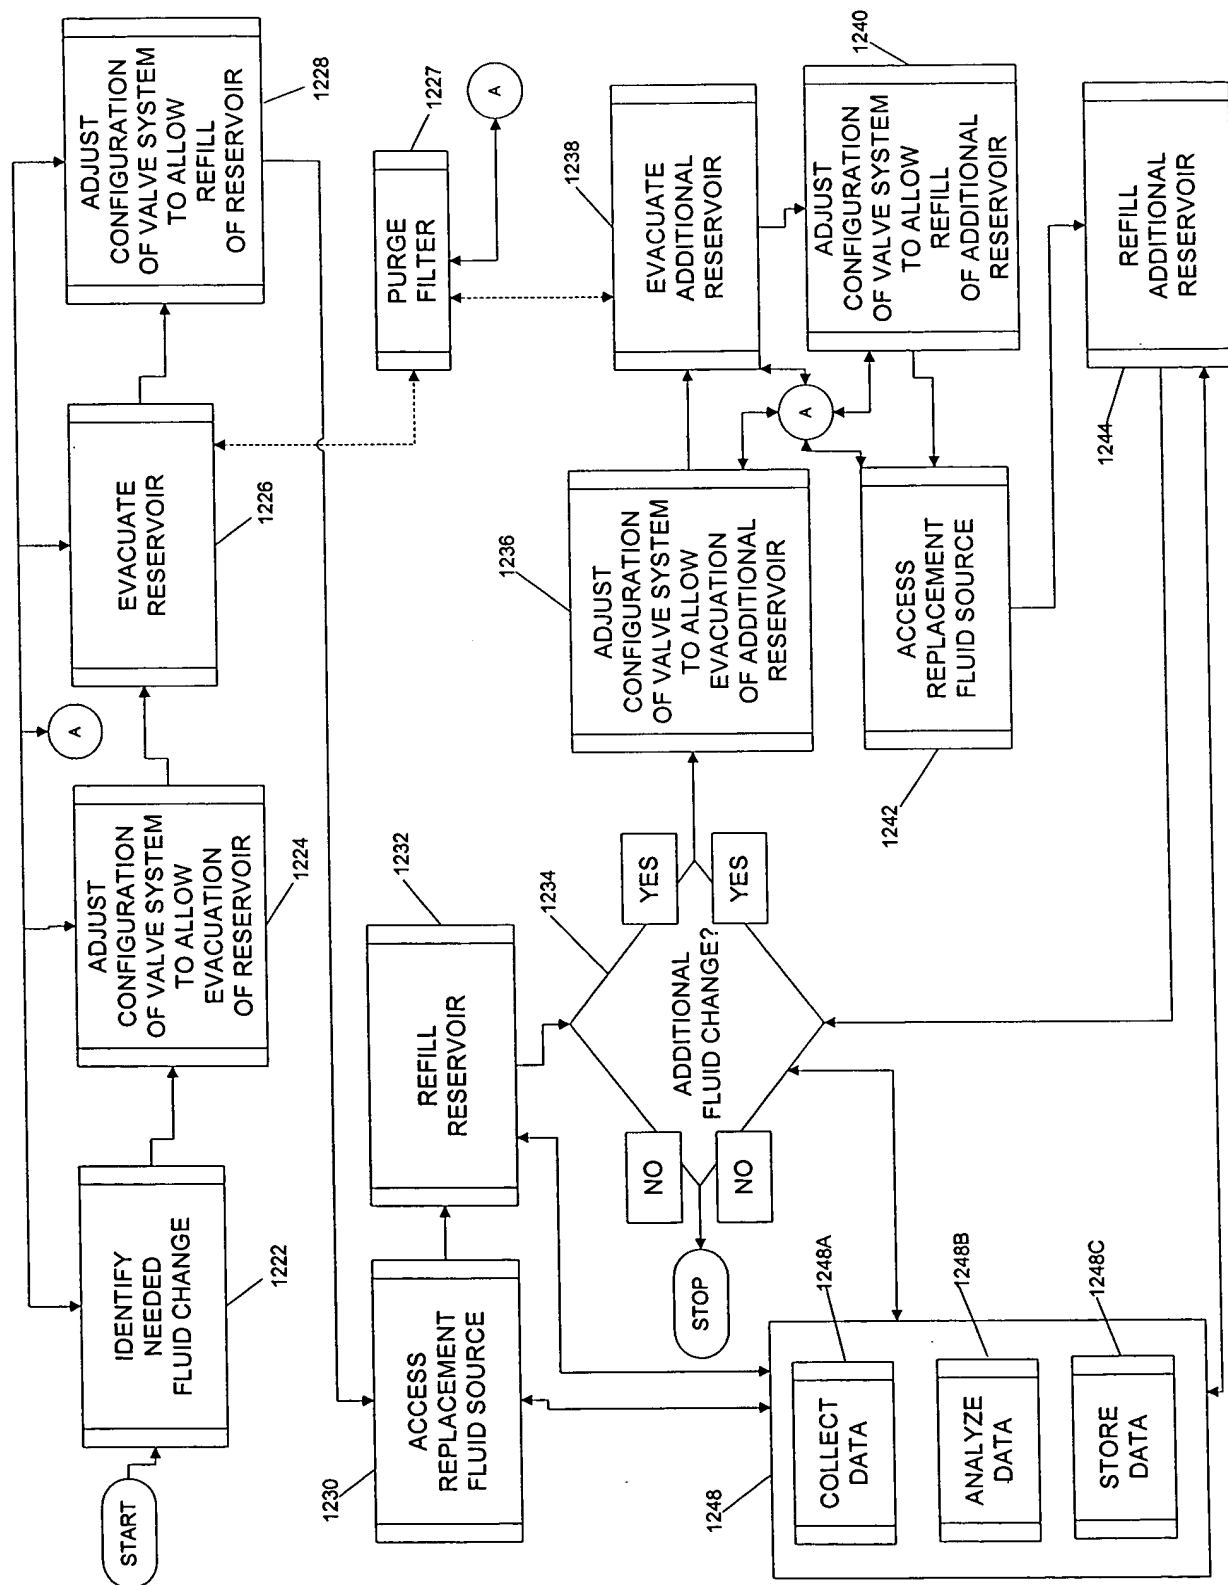 START
IDENTIFY
NEEDED
FLUID CHANGE
1222
ADJUST
CONFIGURATION
OF VALVE SYSTEM
TO ALLOW
EVACUATION
OF RESERVOIR
1224
A
EVACUATE
RESERVOIR
1226
ADJUST
CONFIGURATION
OF VALVE SYSTEM
TO ALLOW
REFILL
OF RESERVOIR
1228
PURGE
FILTER
1227
A
1230
ACCESS
REPLACEMENT
FLUID SOURCE
REFILL
RESERVOIR
1232
1234
ADDITIONAL
FLUID CHANGE?
NO
NO
YES
YES
STOP
1236
ADJUST
CONFIGURATION
OF VALVE SYSTEM
TO ALLOW
EVACUATION
OF ADDITIONAL
RESERVOIR
1238
EVACUATE
ADDITIONAL
RESERVOIR
A
1240
ADJUST
CONFIGURATION
OF VALVE SYSTEM
TO ALLOW
REFILL
OF ADDITIONAL
RESERVOIR
ACCESS
REPLACEMENT
FLUID SOURCE
1242
REFILL
ADDITIONAL
RESERVOIR
1244
1248
COLLECT
DATA
1248A
ANALYZE
DATA
1248B
STORE
DATA
1248C